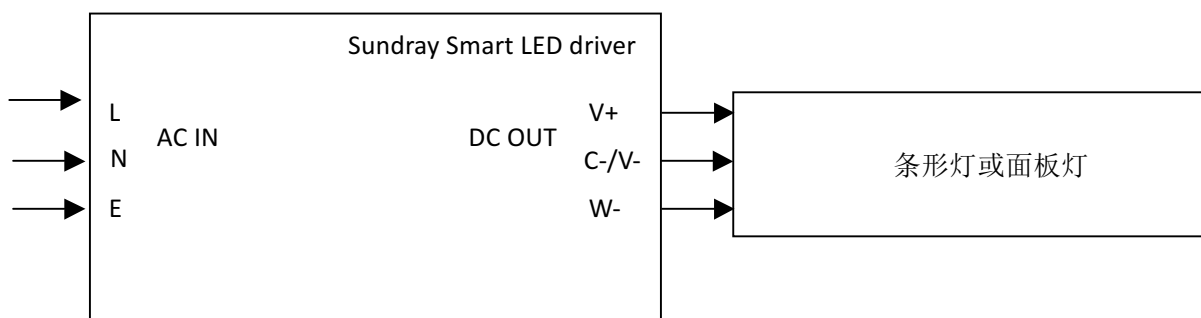 Sundray Smart LED driver
L
V+
AC IN
DC OUT
N
C-/V-
条形灯或面板灯
E
W-